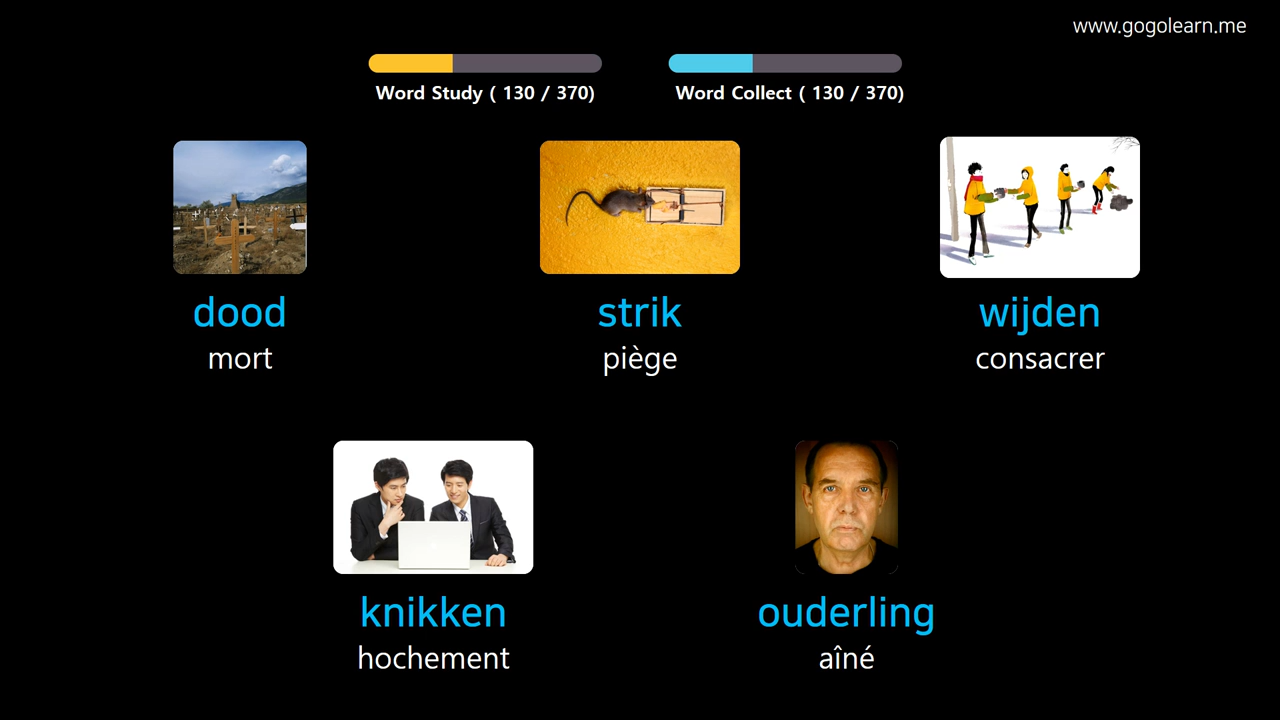 www.gogolearn.me
Word Study ( 130 / 370)
Word Collect ( 130 / 370)
dood
mort
strik
piège
wijden
consacrer
knikken
hochement
ouderling
aîné